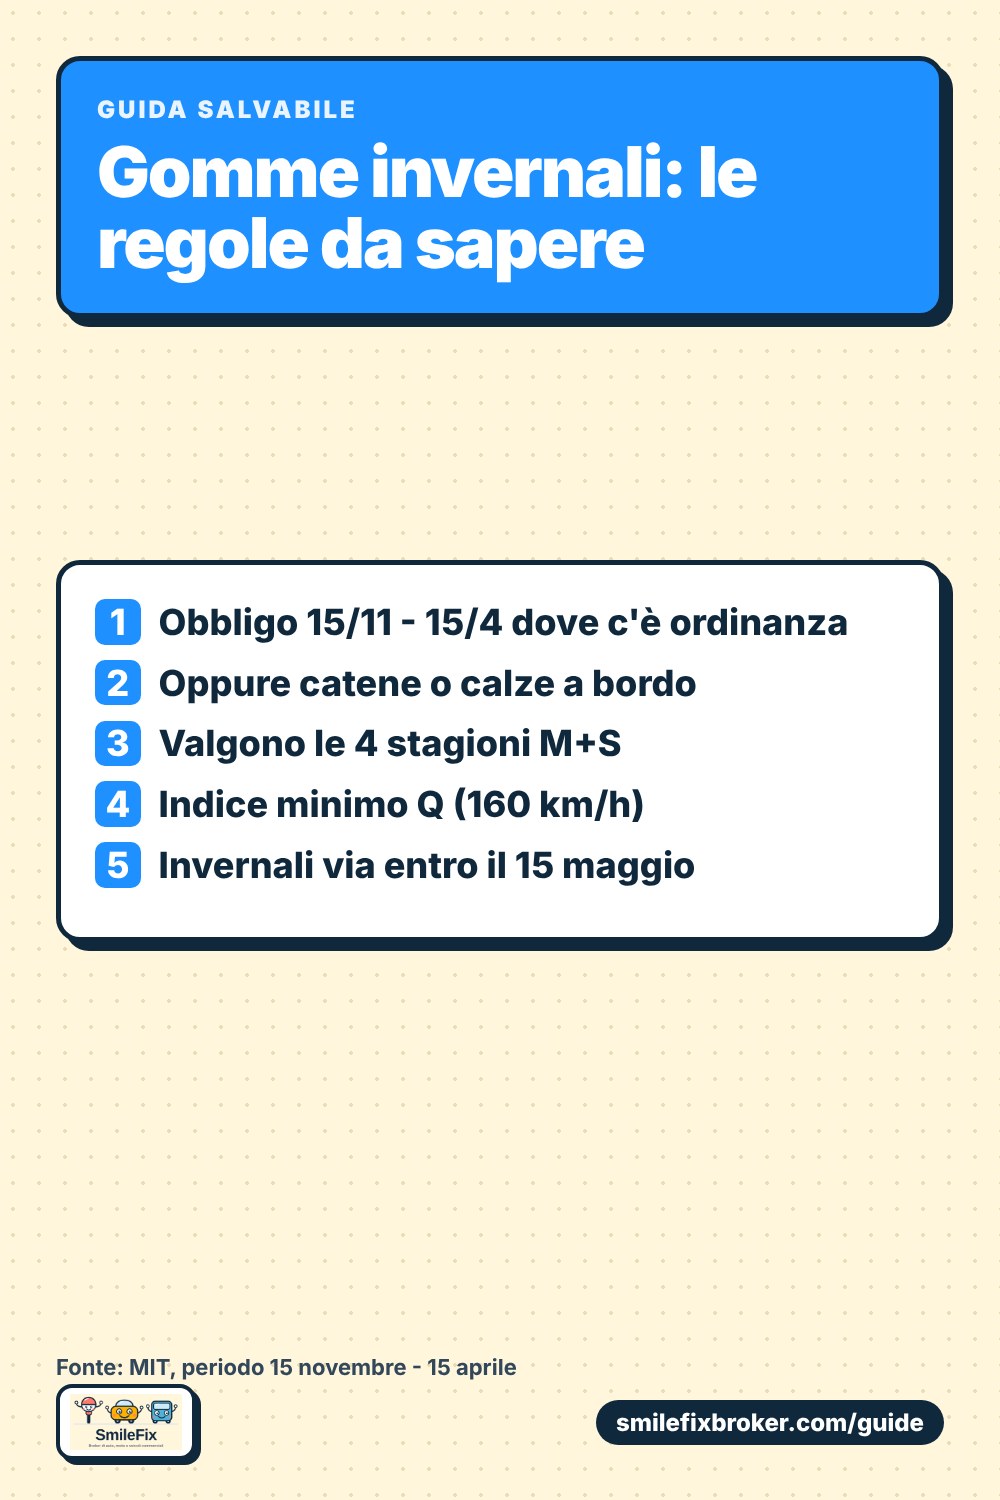 GUIDA SALVABILE
Gomme invernali: le
regole da sapere
1 Obbligo 15/11 - 15/4 dove c'è ordinanza
2 Oppure catene o calze a bordo
3 Valgono le 4 stagioni M+S
4 Indice minimo Q (160 km/h)
5 Invernali via entro il 15 maggio
Fonte: MIT, periodo 15 novembre - 15 aprile
SmileFix
smilefixbroker.com/guide